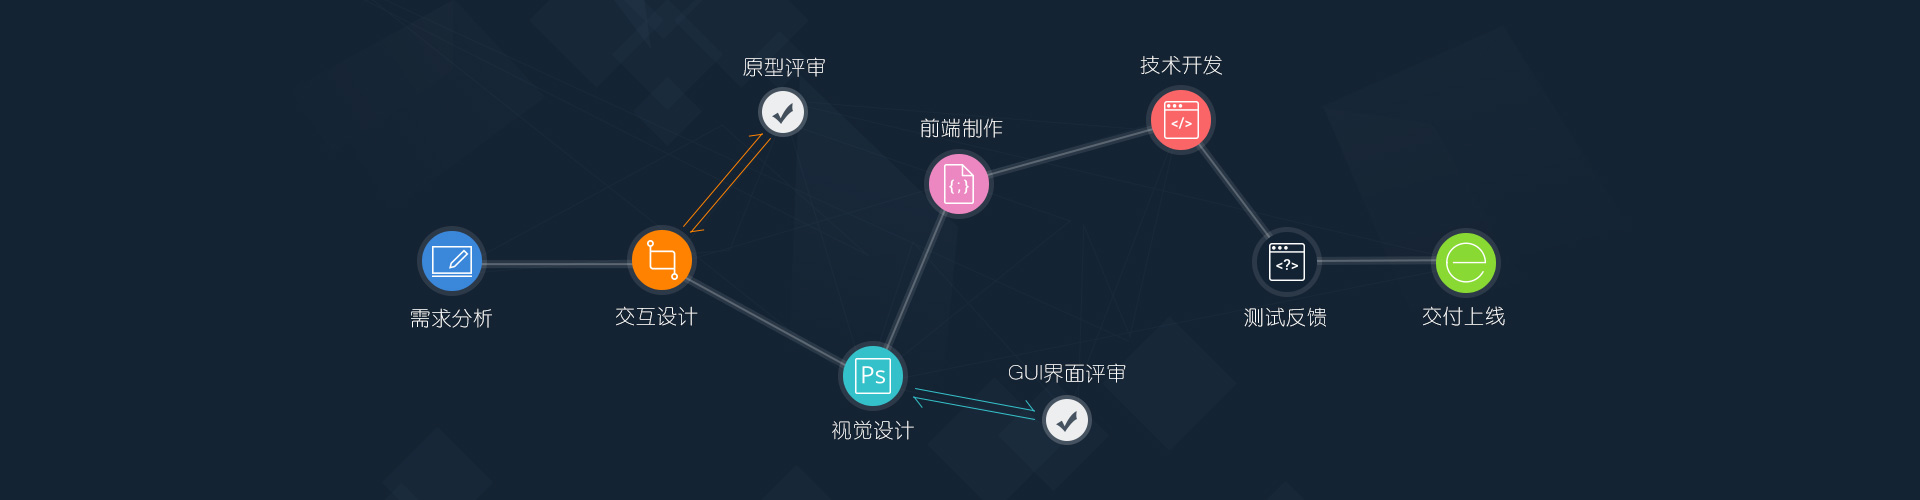 原型评审
技术开发
前端制作
</>
{;}
需求分析
交互设计
<?>
测试反馈
交付上线
Ps
GUI界面评审
视觉设计